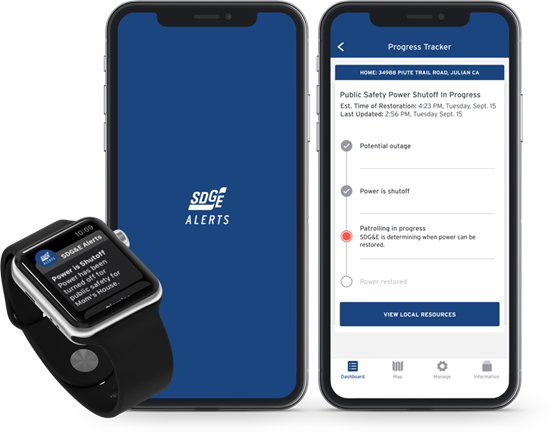 10:09
SDG&E Alerts
ALERTS
Power is Shutoff
Power has been
turned off for
public safety for
Mom's House.
SDGE
ALERTS
Progress Tracker
HOME: 34988 PIUTE TRAIL ROAD, JULIAN CA
Public Safety Power Shutoff In Progress
Est. Time of Restoration: 4:23 PM, Tuesday, Sept. 15
Last Updated: 2:56 PM, Tuesday Sept. 15
Potential outage
Power is shutoff
Patrolling in progress
SDG&E is determining when power can be
restored.
Power restored
VIEW LOCAL RESOURCES
Dashboard
Map
Manage
Information